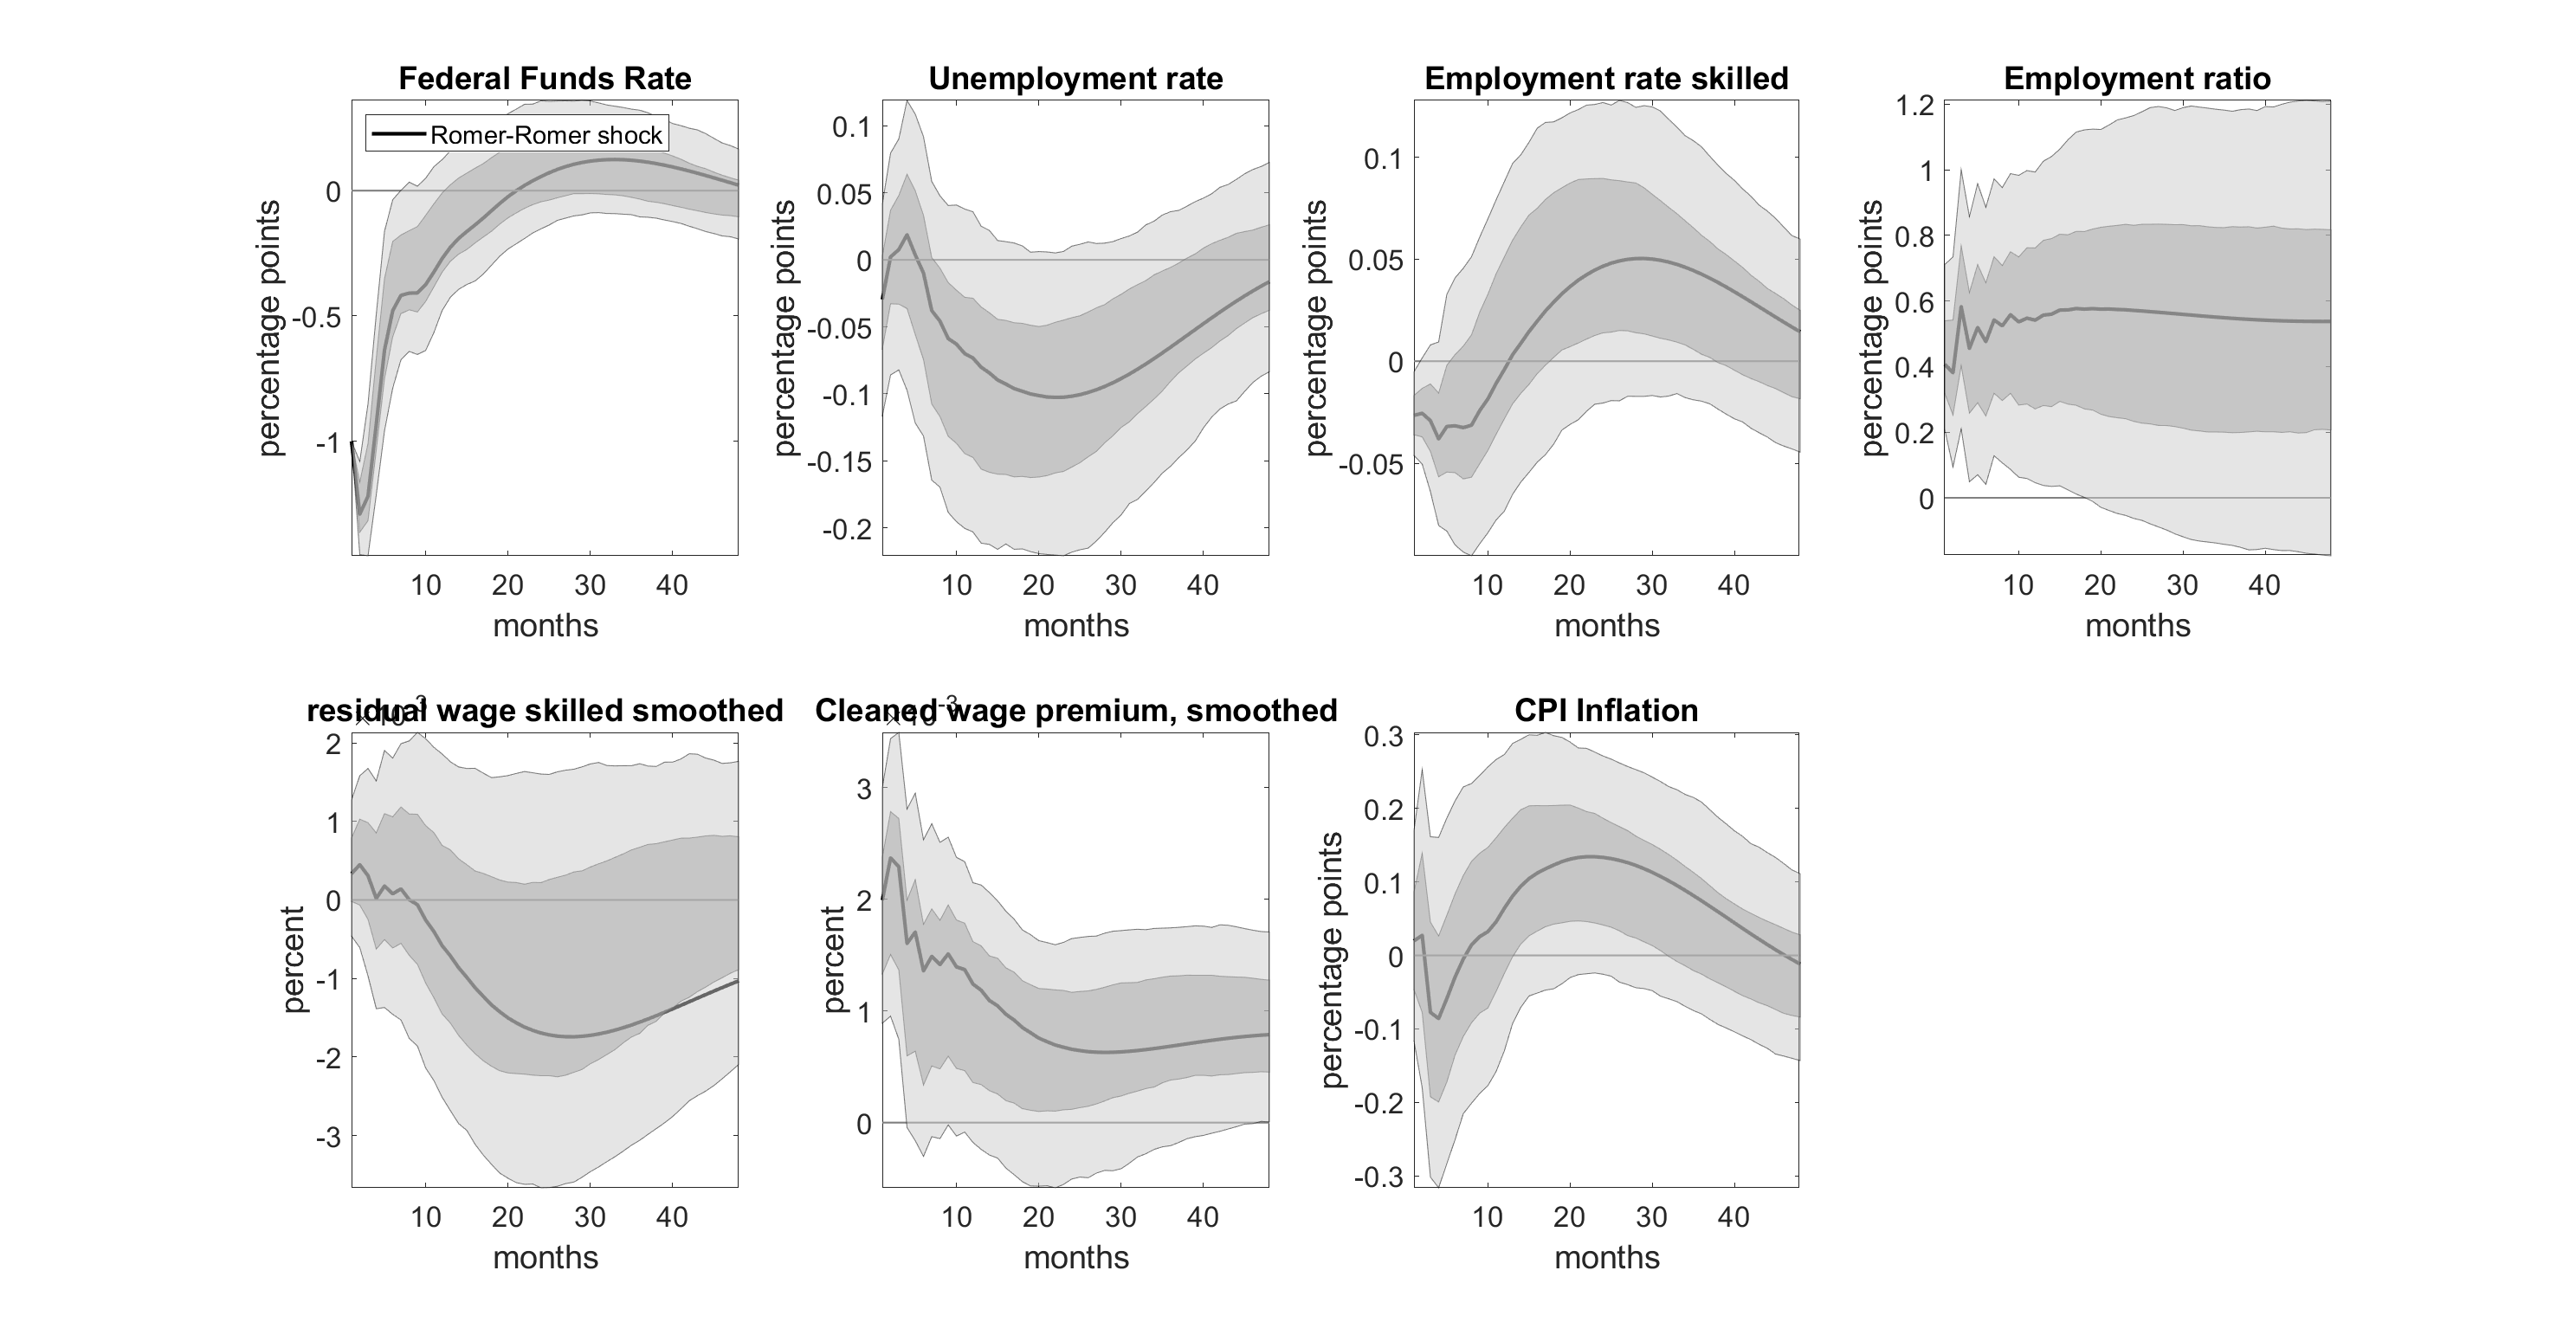 Federal Funds Rate
Romer-Romer shock
percentage points
0
-0.5
-1
10 20 30 40
months
Unemployment rate
percentage points
0.1
0.05
0
-0.05
-0.1
-0.15
-0.2
10 20 30 40
months
Employment rate skilled
percentage points
0.1
0.05
0
-0.05
10 20 30 40
months
Employment ratio
percentage points
1.2
1
0.8
0.6
0.4
0.2
0
10 20 30 40
months
residual wage skilled smoothed
× 10-3
percent
2
1
0
-1
-2
-3
10 20 30 40
months
Cleaned wage premium, smoothed
× 10-3
percent
3
2
1
0
10 20 30 40
months
CPI Inflation
percentage points
0.3
0.2
0.1
0
-0.1
-0.2
-0.3
10 20 30 40
months